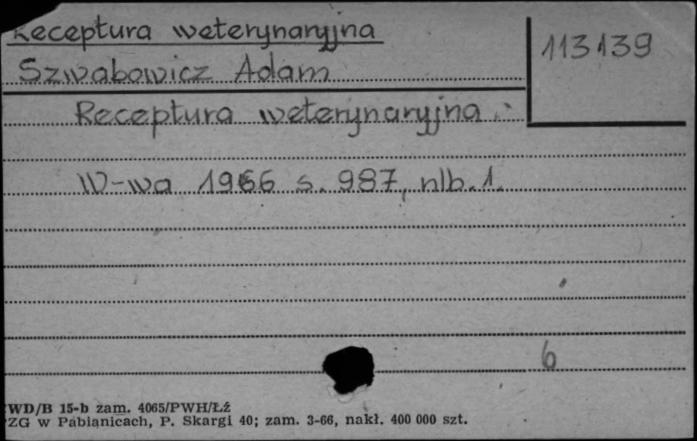 Receptura weterynaryjna
113139
Szwabowicz Adam
Receptura weterynaryjna.
W-wa 1966 s. 987, nlb. 1.
6
WD/B 15-b zam. 4065/PWH/Łź
ZG w Pabianicach, P. Skargi 40; zam. 3-66, nakł. 400 000 szt.